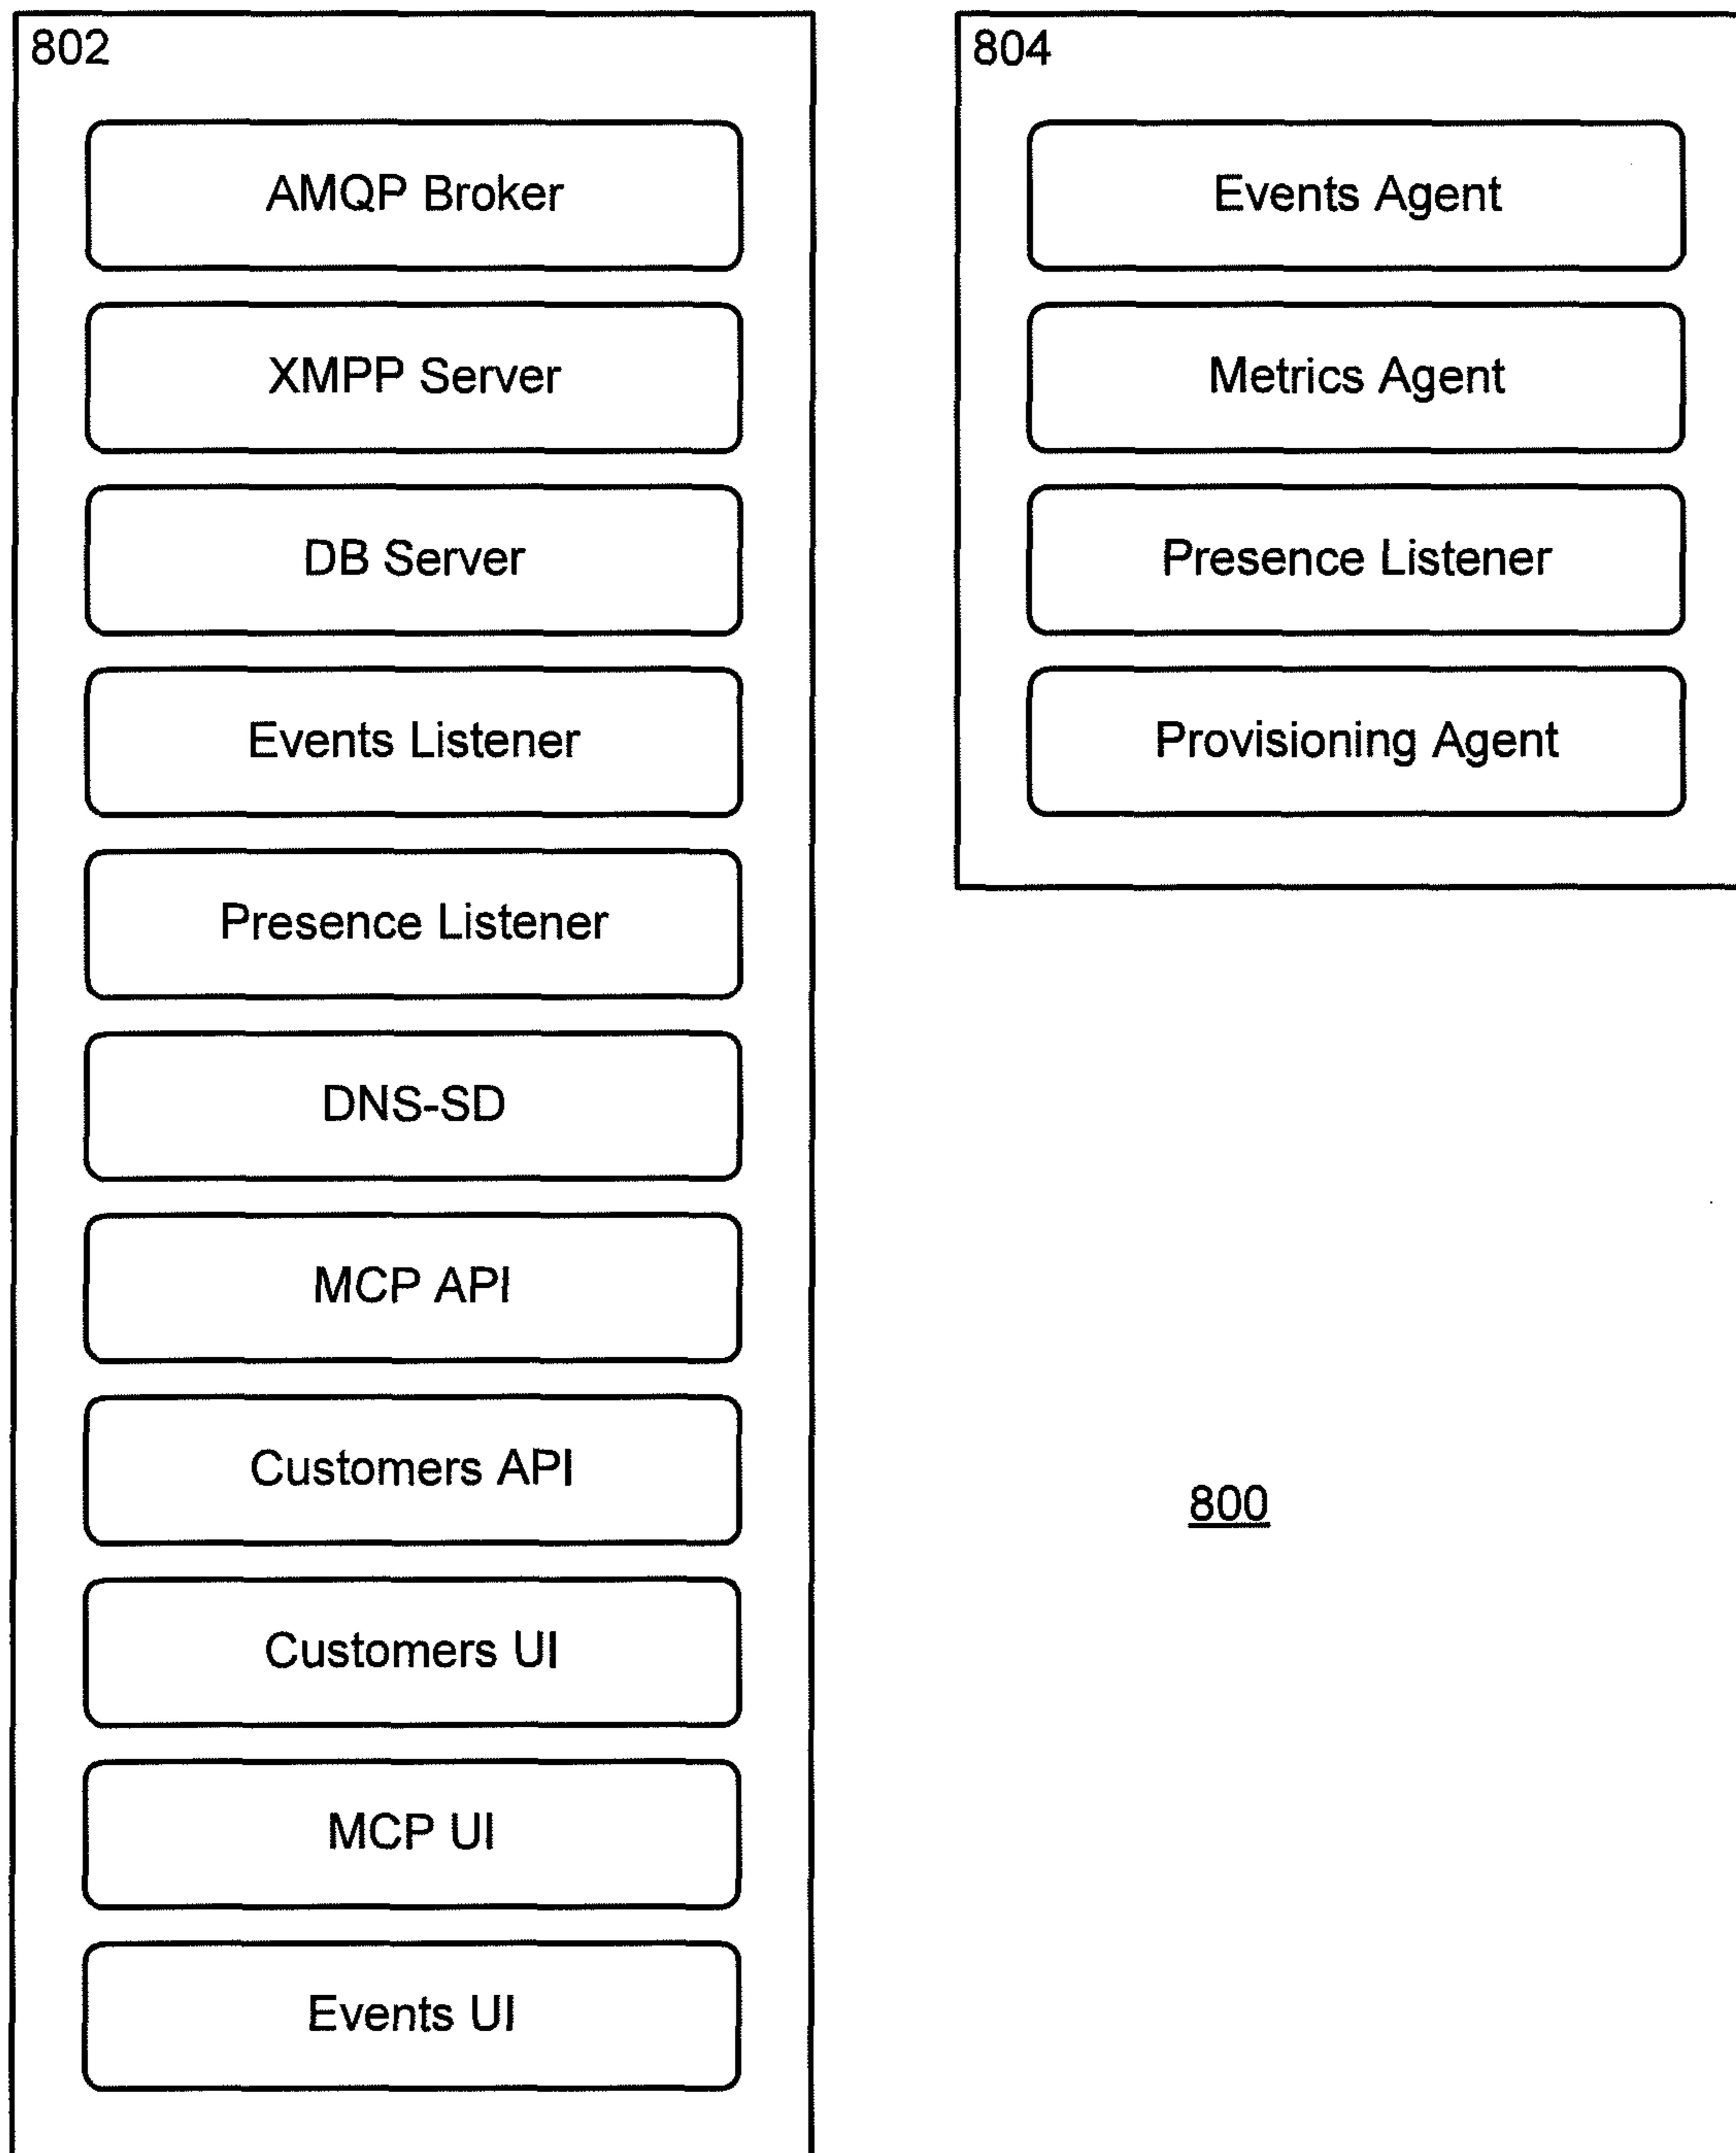 802
AMQP Broker
XMPP Server
DB Server
Events Listener
Presence Listener
DNS-SD
MCP API
Customers API
Customers UI
MCP UI
Events UI
804
Events Agent
Metrics Agent
Presence Listener
Provisioning Agent
800